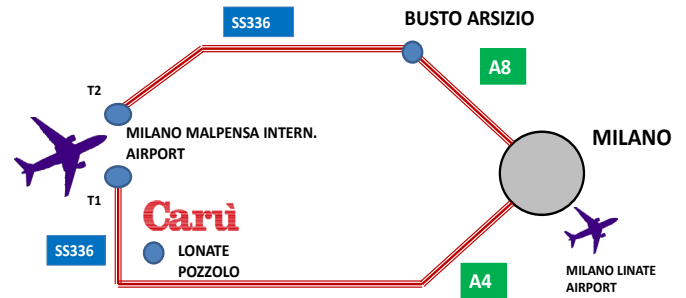 SS336
BUSTO ARSIZIO
A8
T2
MILANO MALPENSA INTERN.
AIRPORT
MILANO
T1
Carù
SS336
LONATE
POZZOLO
A4
MILANO LINATE
AIRPORT